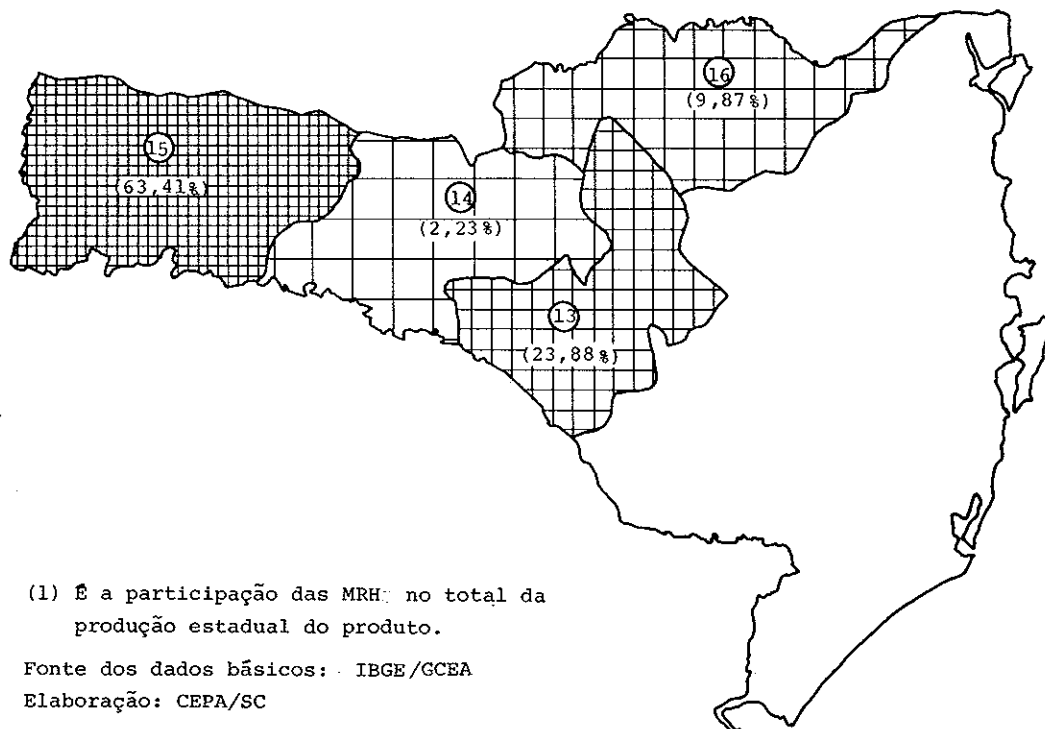 16
(9,87%)
15
(63,41%)
14
(2,23%)
13
(23,88%)
(1) É a participação das MRH no total da
produção estadual do produto.
Fonte dos dados básicos: IBGE/GCEA
Elaboração: CEPA/SC